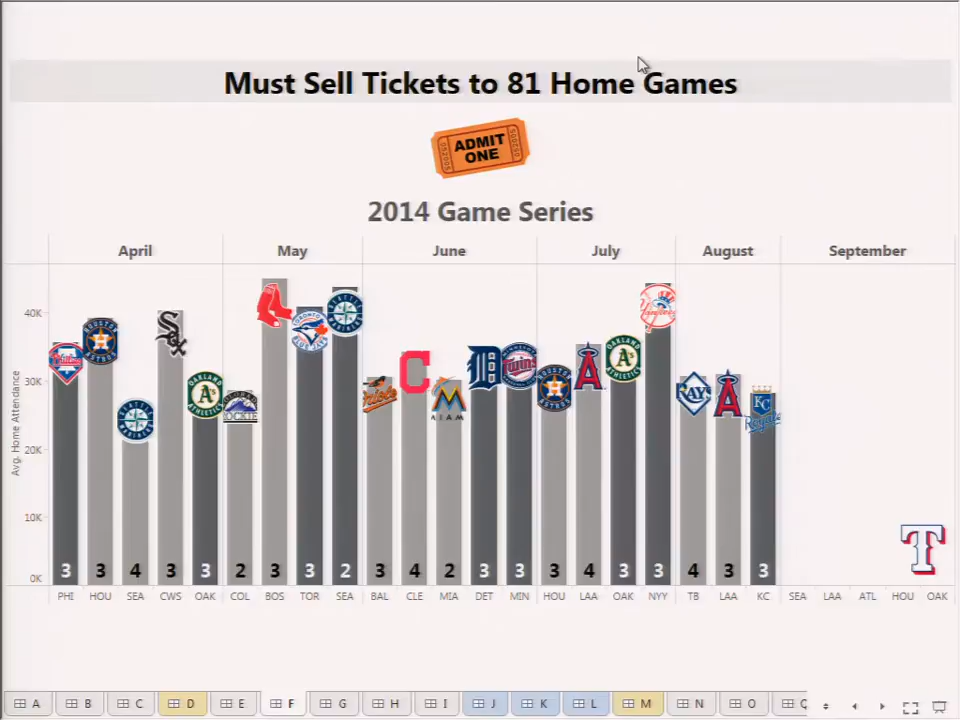 Must Sell Tickets to 81 Home Games
ADMIT
ONE
2014 Game Series
April May June July August September
Avg. Home Attendance
40K
30K
20K
10K
0K
3 3 4 3 3 2 3 3 2 3 4 2 3 3 3 4 3 3 4 3 3
PHI HOU SEA CWS OAK COL BOS TOR SEA BAL CLE MIA DET MIN HOU LAA OAK NYY TB LAA KC SEA LAA ATL HOU OAK
A B C D E F G H I J K L M N O